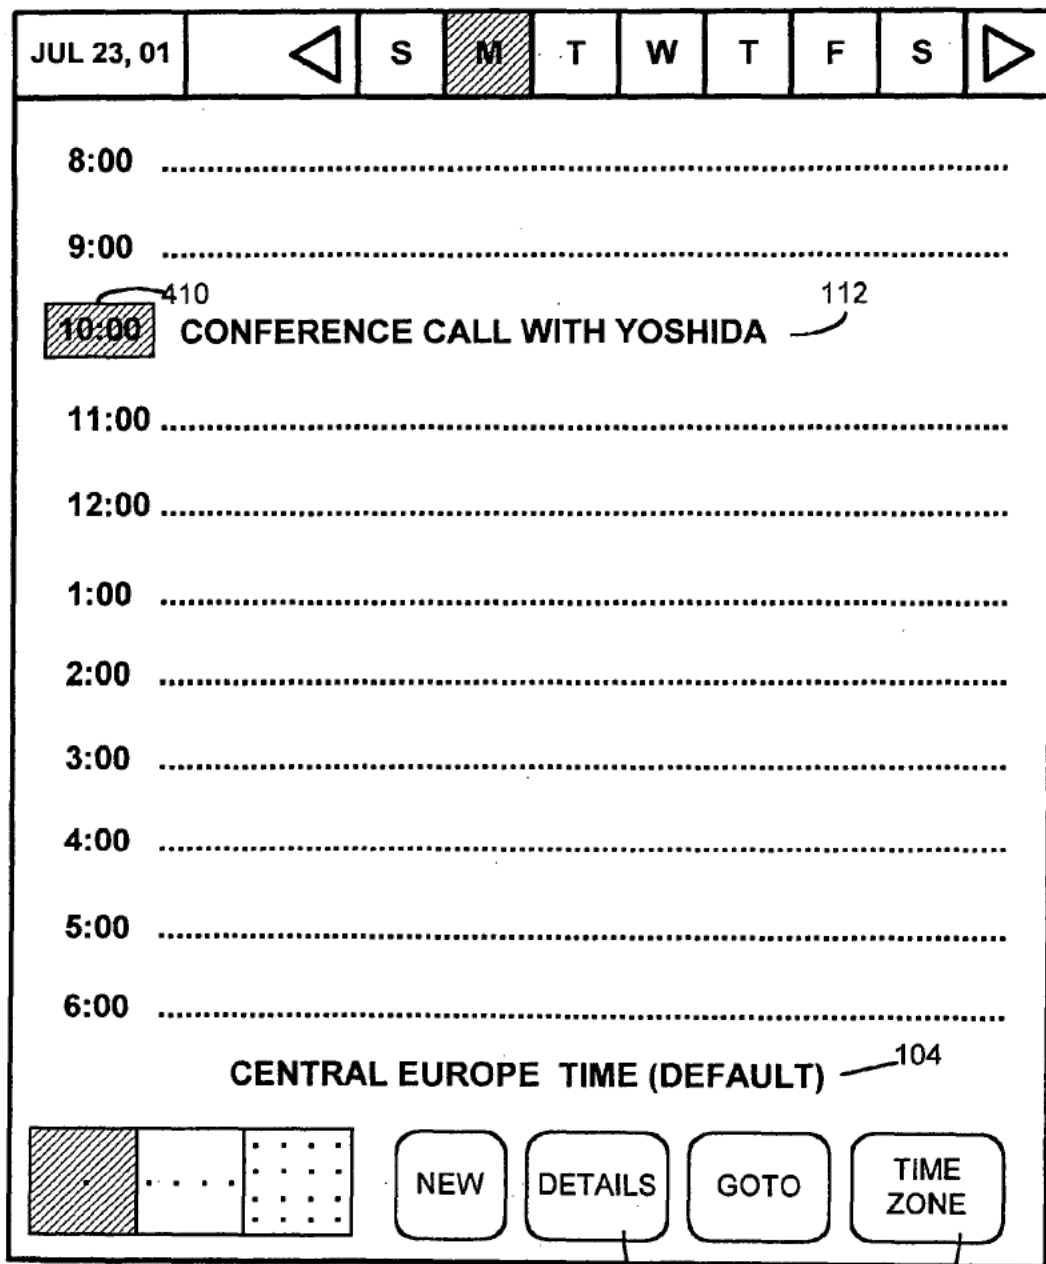 JUL 23, 01 S M T W T F S
8:00
9:00
410
112
10:00 CONFERENCE CALL WITH YOSHIDA
11:00
12:00
1:00
2:00
3:00
4:00
5:00
6:00
CENTRAL EUROPE TIME (DEFAULT) 104
NEW DETAILS GOTO TIME
ZONE